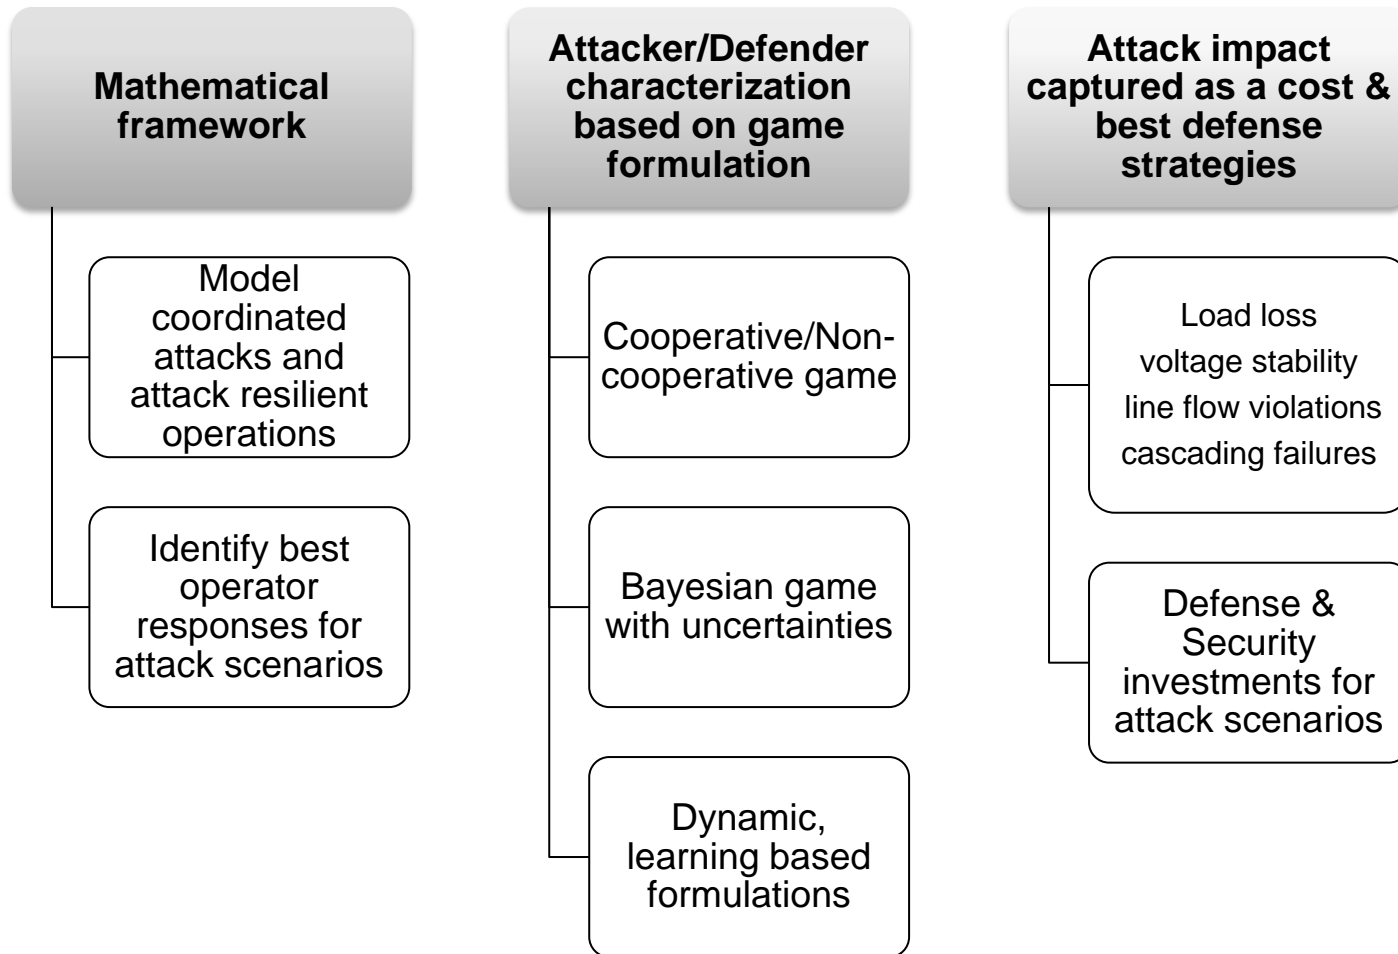 Mathematical
framework
Model
coordinated
attacks and
attack resilient
operations
Identify best
operator
responses for
attack scenarios
Attacker/Defender
characterization
based on game
formulation
Cooperative/Non-
cooperative game
Bayesian game
with uncertainties
Dynamic,
learning based
formulations
Attack impact
captured as a cost &
best defense
strategies
Load loss
voltage stability
line flow violations
cascading failures
Defense &
Security
investments for
attack scenarios